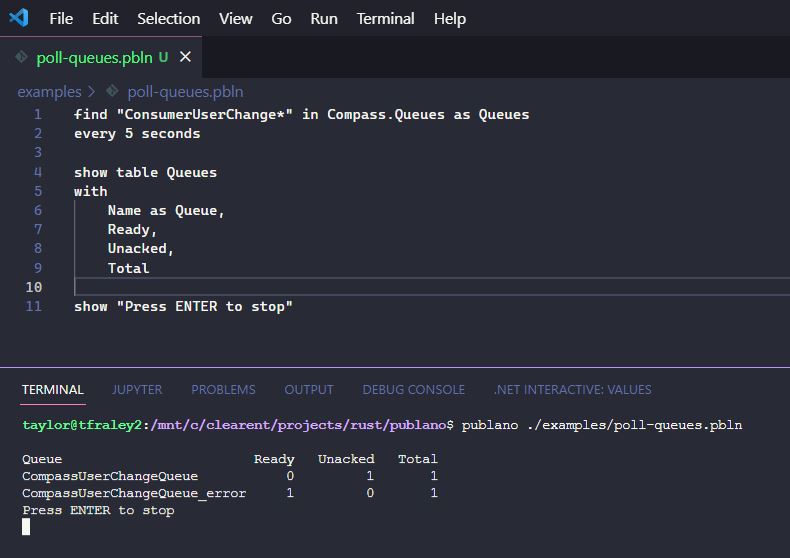 File Edit Selection View Go Run Terminal Help
poll-queues.pbln U ×
examples > poll-queues.pbln
1 find "ConsumerUserChange*" in Compass.Queues as Queues
2 every 5 seconds
3
4 show table Queues
5 with
6 Name as Queue,
7 Ready,
8 Unacked,
9 Total
10
11 show "Press ENTER to stop"
TERMINAL JUPYTER PROBLEMS OUTPUT DEBUG CONSOLE .NET INTERACTIVE: VALUES
taylor@tfraley2:/mnt/c/clearent/projects/rust/publano$ publano ./examples/poll-queues.pbln
Queue Ready Unacked Total
CompassUserChangeQueue 0 1 1
CompassUserChangeQueue_error 1 0 1
Press ENTER to stop